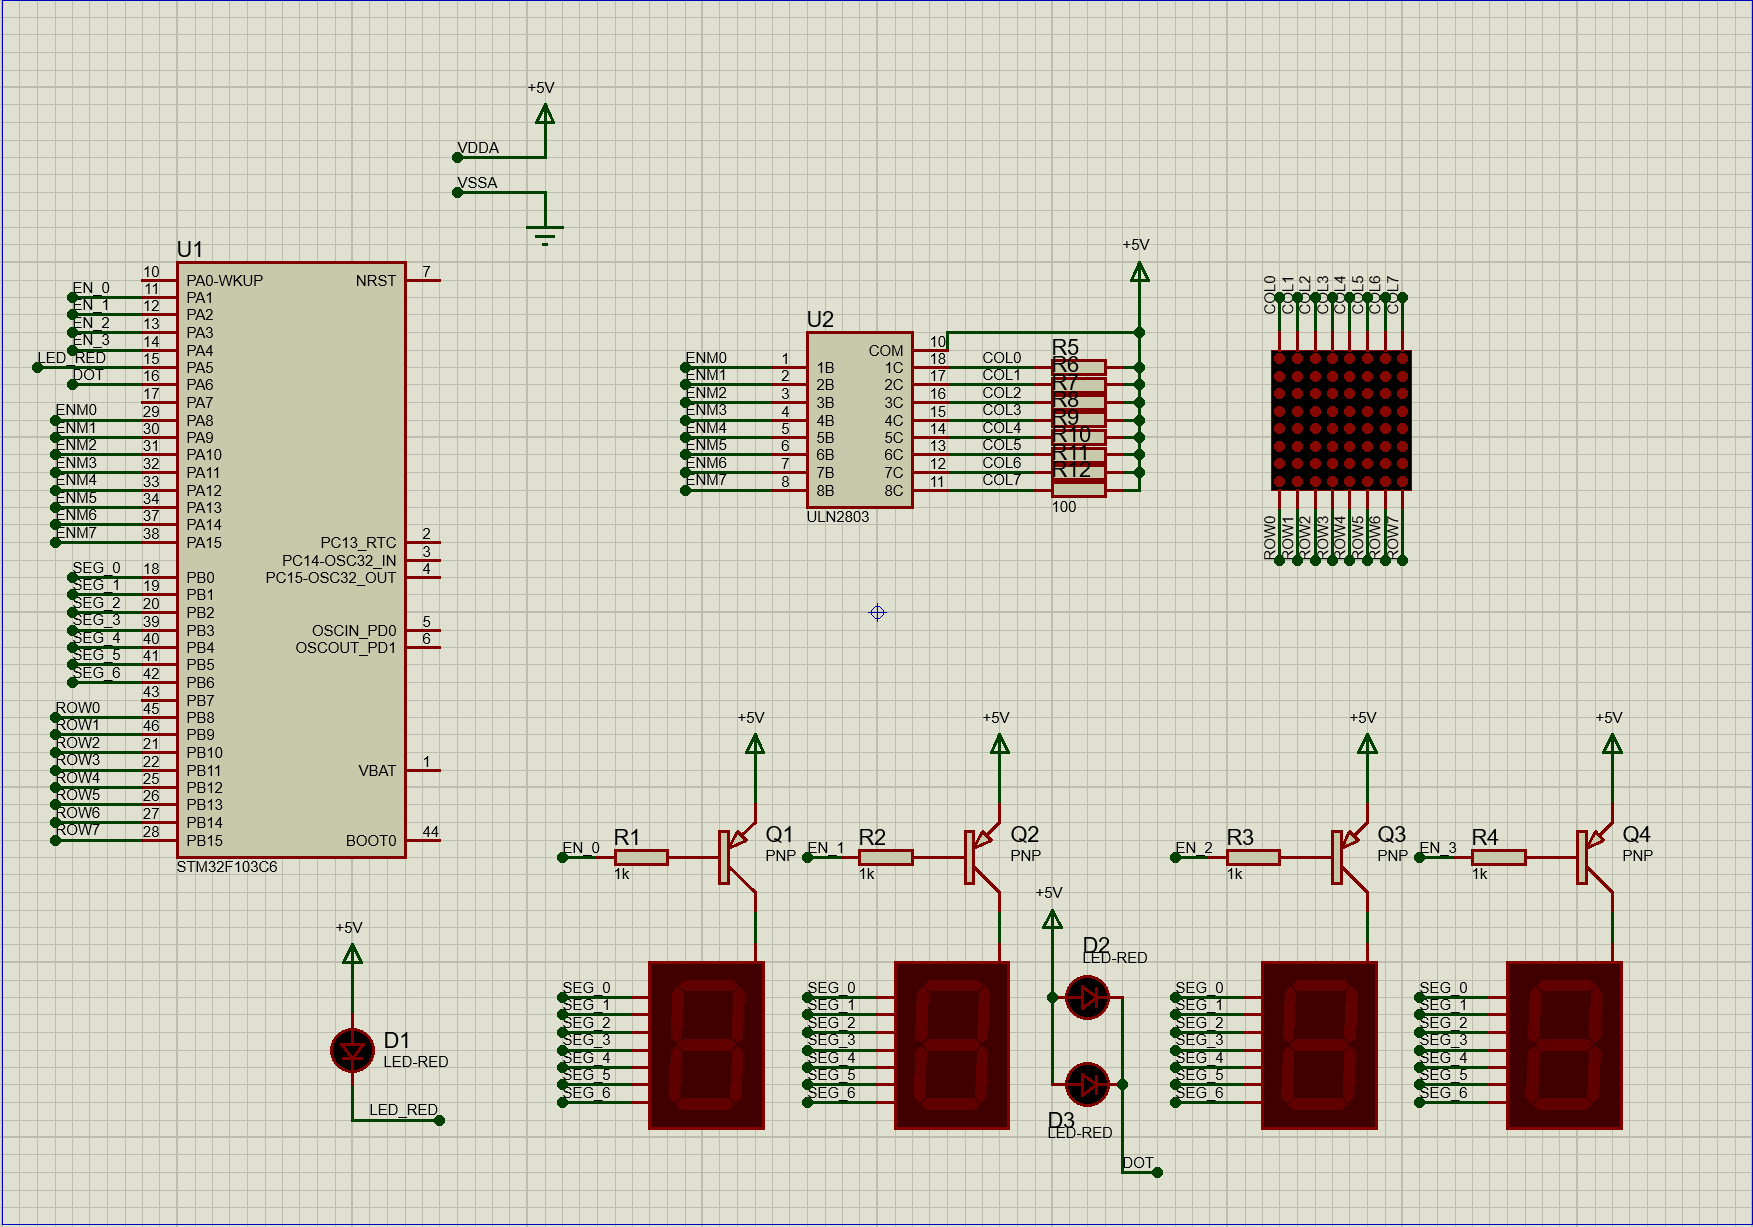 +5V
VDDA
VSSA
U1
10 PA0-WKUP NRST 7
EN_0 11 PA1
EN_1 12 PA2
EN_2 13 PA3
EN_3 14 PA4
LED_RED 15 PA5
DOT 16 PA6
17 PA7
ENM0 29 PA8
ENM1 30 PA9
ENM2 31 PA10
ENM3 32 PA11
ENM4 33 PA12
ENM5 34 PA13
ENM6 37 PA14
ENM7 38 PA15 PC13_RTC 2
PC14-OSC32_IN 3
SEG_0 18 PB0 PC15-OSC32_OUT 4
SEG_1 19 PB1
SEG_2 20 PB2
SEG_3 39 PB3 OSCIN_PD0 5
SEG_4 40 PB4 OSCOUT_PD1 6
SEG_5 41 PB5
SEG_6 42 PB6
43 PB7
ROW0 45 PB8
ROW1 46 PB9
ROW2 21 PB10
ROW3 22 PB11 VBAT 1
ROW4 25 PB12
ROW5 26 PB13
ROW6 27 PB14
ROW7 28 PB15 BOOT0 44
STM32F103C6
+5V
U2
COM 10
ENM0 1 1B 1C 18 COL0 R5
ENM1 2 2B 2C 17 COL1 R6
ENM2 3 3B 3C 16 COL2 R7
ENM3 4 4B 4C 15 COL3 R8
ENM4 5 5B 5C 14 COL4 R9
ENM5 6 6B 6C 13 COL5 R10
ENM6 7 7B 7C 12 COL6 R11
ENM7 8 8B 8C 11 COL7 R12
ULN2803
100
COL0
COL1
COL2
COL3
COL4
COL5
COL6
COL7
ROW0
ROW1
ROW2
ROW3
ROW4
ROW5
ROW6
ROW7
+5V
+5V
+5V
+5V
EN_0 R1 1k Q1 PNP
EN_1 R2 1k Q2 PNP
EN_2 R3 1k Q3 PNP
EN_3 R4 1k Q4 PNP
+5V
D1
LED-RED
LED_RED
SEG_0
SEG_1
SEG_2
SEG_3
SEG_4
SEG_5
SEG_6
SEG_0
SEG_1
SEG_2
SEG_3
SEG_4
SEG_5
SEG_6
+5V
D2
LED-RED
D3
LED-RED
DOT
SEG_0
SEG_1
SEG_2
SEG_3
SEG_4
SEG_5
SEG_6
SEG_0
SEG_1
SEG_2
SEG_3
SEG_4
SEG_5
SEG_6